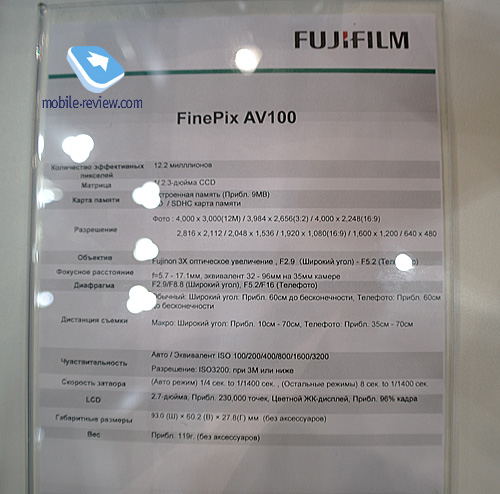 FUJIFILM
mobile-review.com
FinePix AV100
Количество эффективных пикселей 12.2 милллионов
Матрица 2.3-дюйма CCD
Карта памяти память (Прибл. 9MB)
/ SDHC карта памяти
Фото : 4,000 x 3,000(12M) / 3,984 x 2,656(3:2) / 4,000 x 2,248(16:9)
Разрешение
2,816 x 2,112 / 2,048 x 1,536 / 1,920 x 1,080(16:9) / 1,600 x 1,200 / 640 x 480
Объектив Fujinon 3X оптическое увеличение , F2.9 (Широкий угол) - F5.2 (Телефото)
Фокусное расстояние f=5.7 - 17.1мм, эквивалент 32 - 96мм на 35мм камере
Диафрагма F2.9/F8.8 (Широкий угол), F5.2/F16 (Телефото)
Обычный: Широкий угол: Прибл. 60см до бесконечности, Телефото: Прибл. 60см
до бесконечности
Дистанция съемки
Макро: Широкий угол: Прибл. 10см - 70см, Телефото: Прибл. 35см - 70см
Авто / Эквивалент ISO 100/200/400/800/1600/3200
Чувствительность
Разрешение: ISO3200: при 3M или ниже
Скорость затвора (Авто режим) 1/4 сек. to 1/1400 сек. , (Остальные режимы) 8 сек. to 1/1400 сек.
LCD 2.7-дюйма, Прибл. 230,000 точек, Цветной ЖК-дисплей, Прибл. 96% кадра
Габаритные размеры 93.0 (Ш) × 60.2 (В) × 27.8(Г) мм (без аксессуаров)
Вес Прибл. 119г. (без аксессуаров)